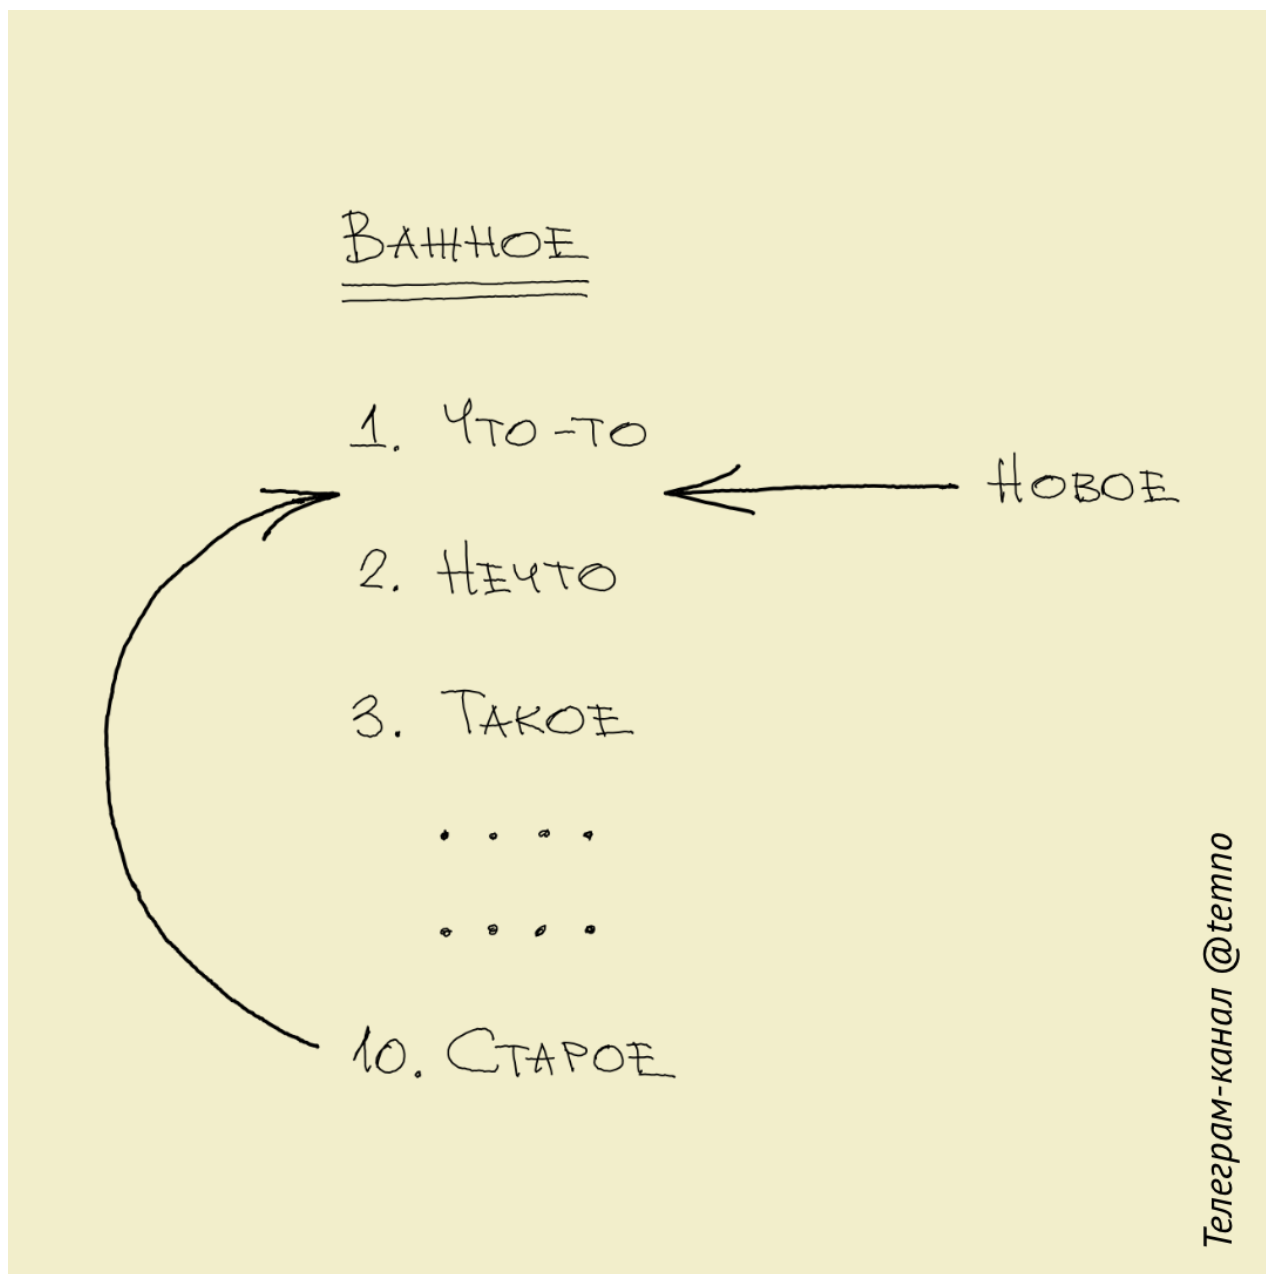 Важное
1. Что-то
Новое
2. Нечто
3. Такое
. . . .
. . . .
10. Старое
Телеграм-канал @temno